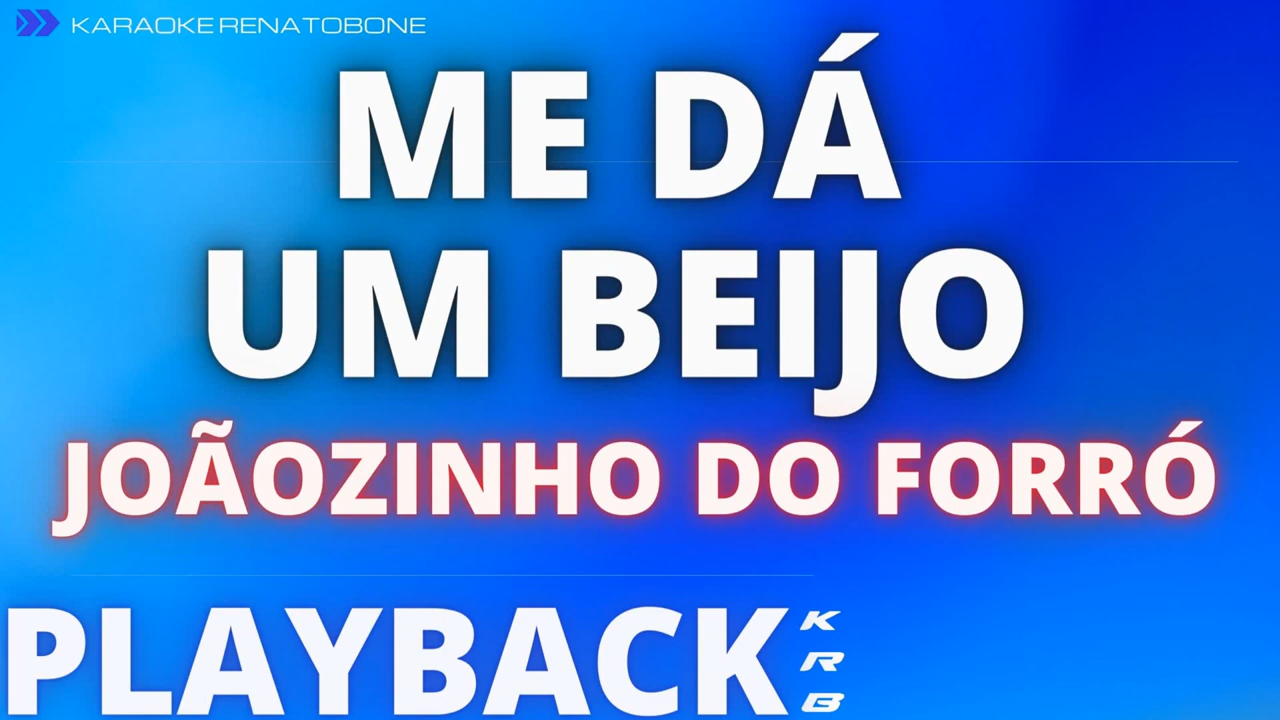 KARAOKE RENATOBONE
ME DÁ
UM BEIJO
JOÃOZINHO DO FORRÓ
PLAYBACK
K
R
B